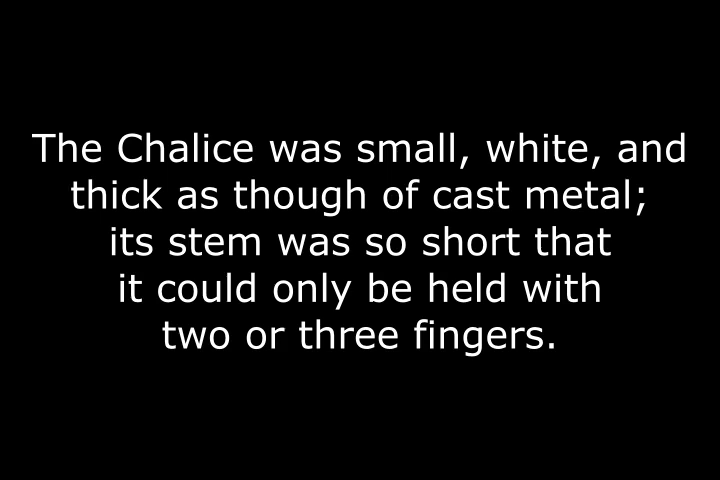 The Chalice was small, white, and
thick as though of cast metal;
its stem was so short that
it could only be held with
two or three fingers.